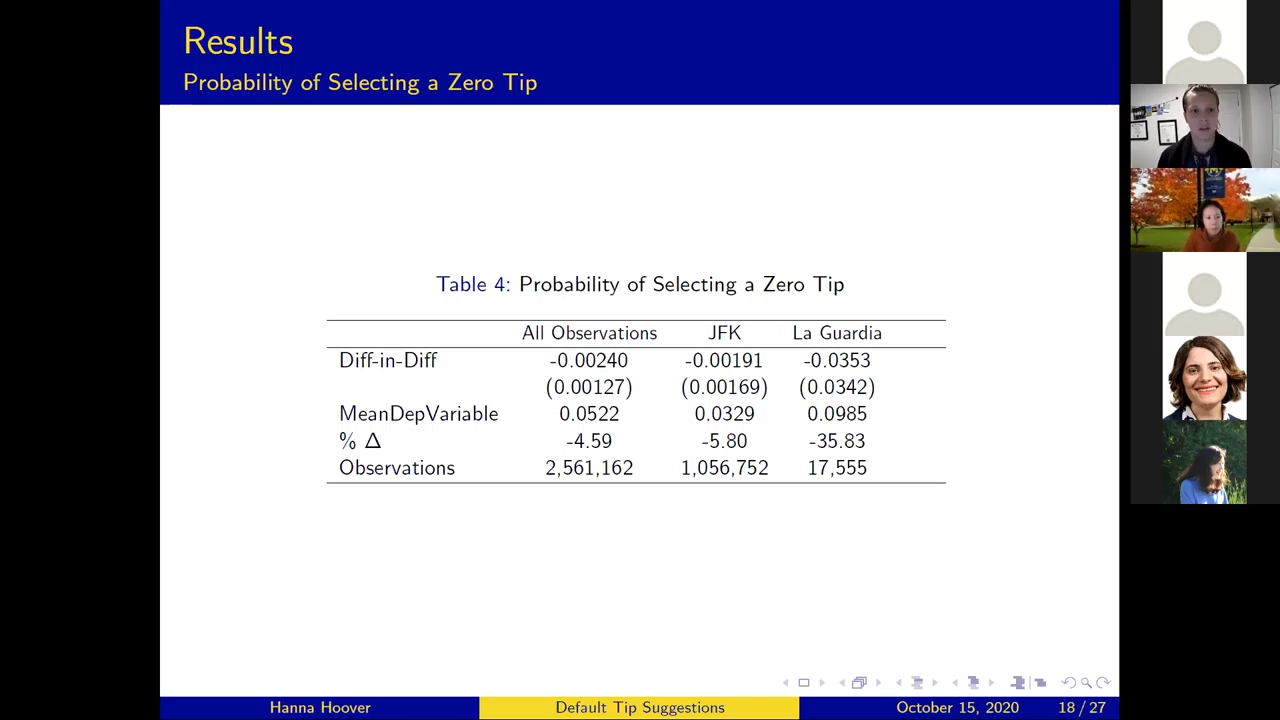 Results
Probability of Selecting a Zero Tip
Table 4: Probability of Selecting a Zero Tip
All Observations JFK La Guardia
Diff-in-Diff -0.00240 -0.00191 -0.0353
(0.00127) (0.00169) (0.0342)
MeanDepVariable 0.0522 0.0329 0.0985
% Δ -4.59 -5.80 -35.83
Observations 2,561,162 1,056,752 17,555
Hanna Hoover Default Tip Suggestions October 15, 2020 18 / 27